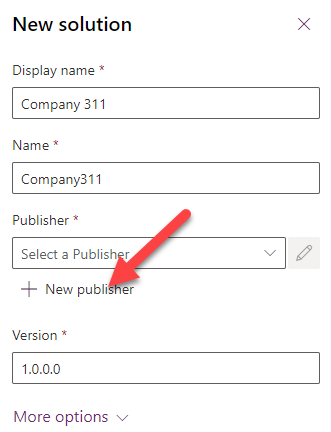 New solution
Display name *
Company 311
Name *
Company311
Publisher *
Select a Publisher
New publisher
Version *
1.0.0.0
More options